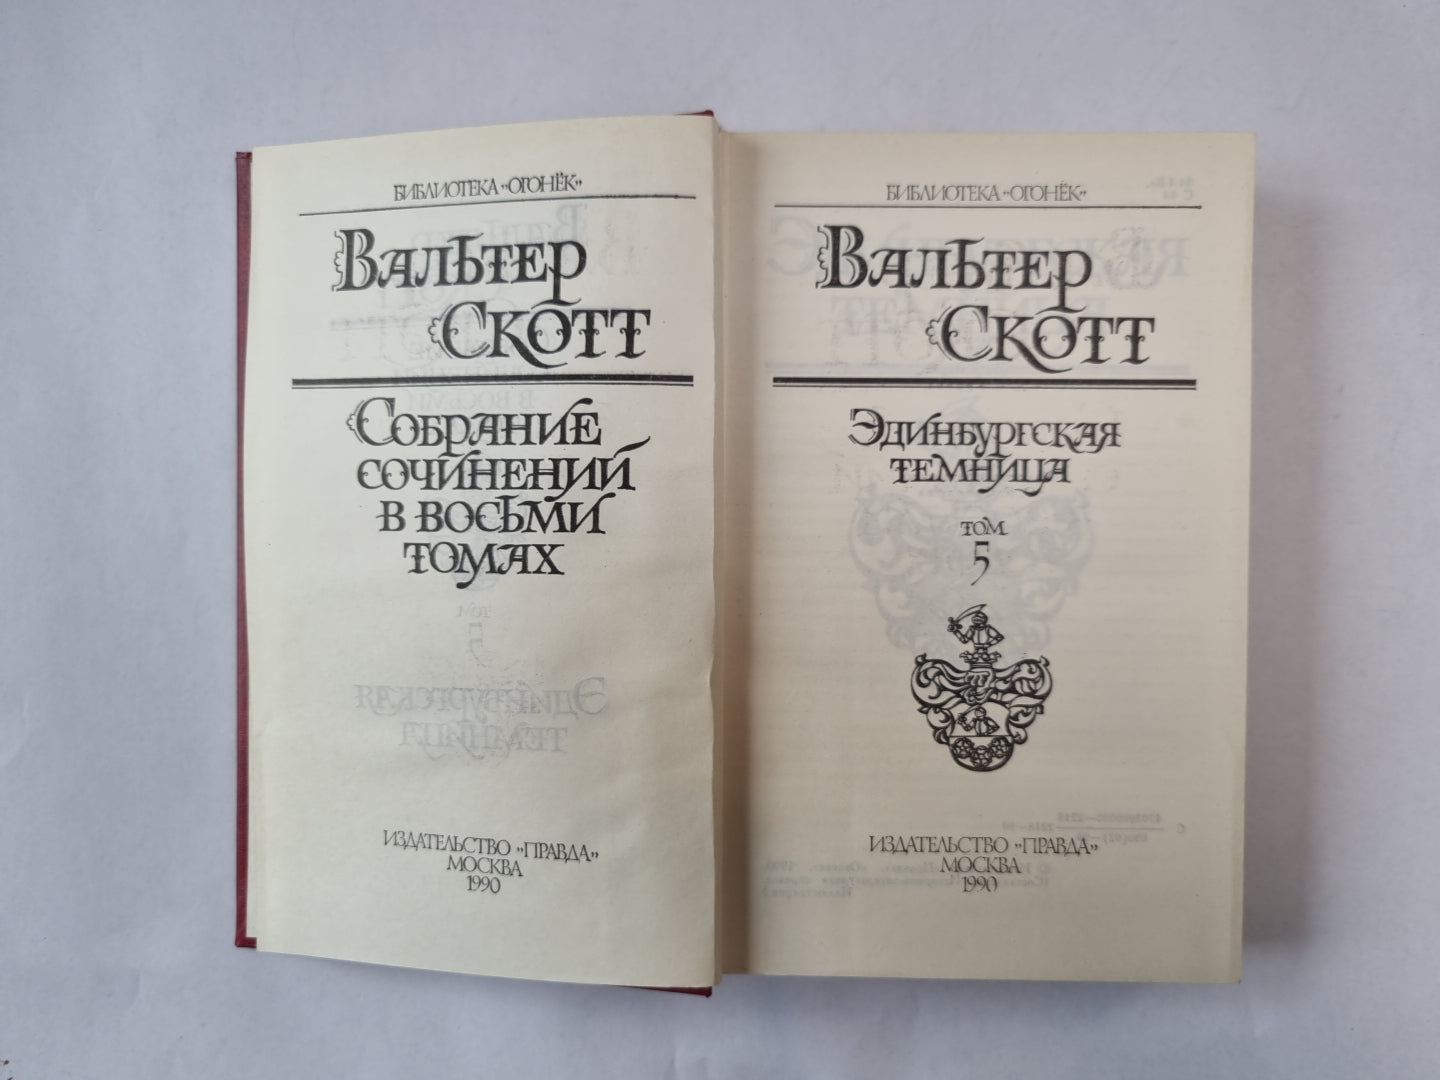 БИБЛИОТЕКА „ОГОНЁК”
ВАЛЬТЕР
СКОТТ
СОБРАНИЕ
СОЧИНЕНИЙ
В ВОСЬМИ
ТОМАХ
ИЗДАТЕЛЬСТВО „ПРАВДА”
МОСКВА
1990
БИБЛИОТЕКА „ОГОНЁК”
ВАЛЬТЕР
СКОТТ
ЭДИНБУРГСКАЯ
ТЕМНИЦА
ТОМ
5
ИЗДАТЕЛЬСТВО „ПРАВДА”
МОСКВА
1990